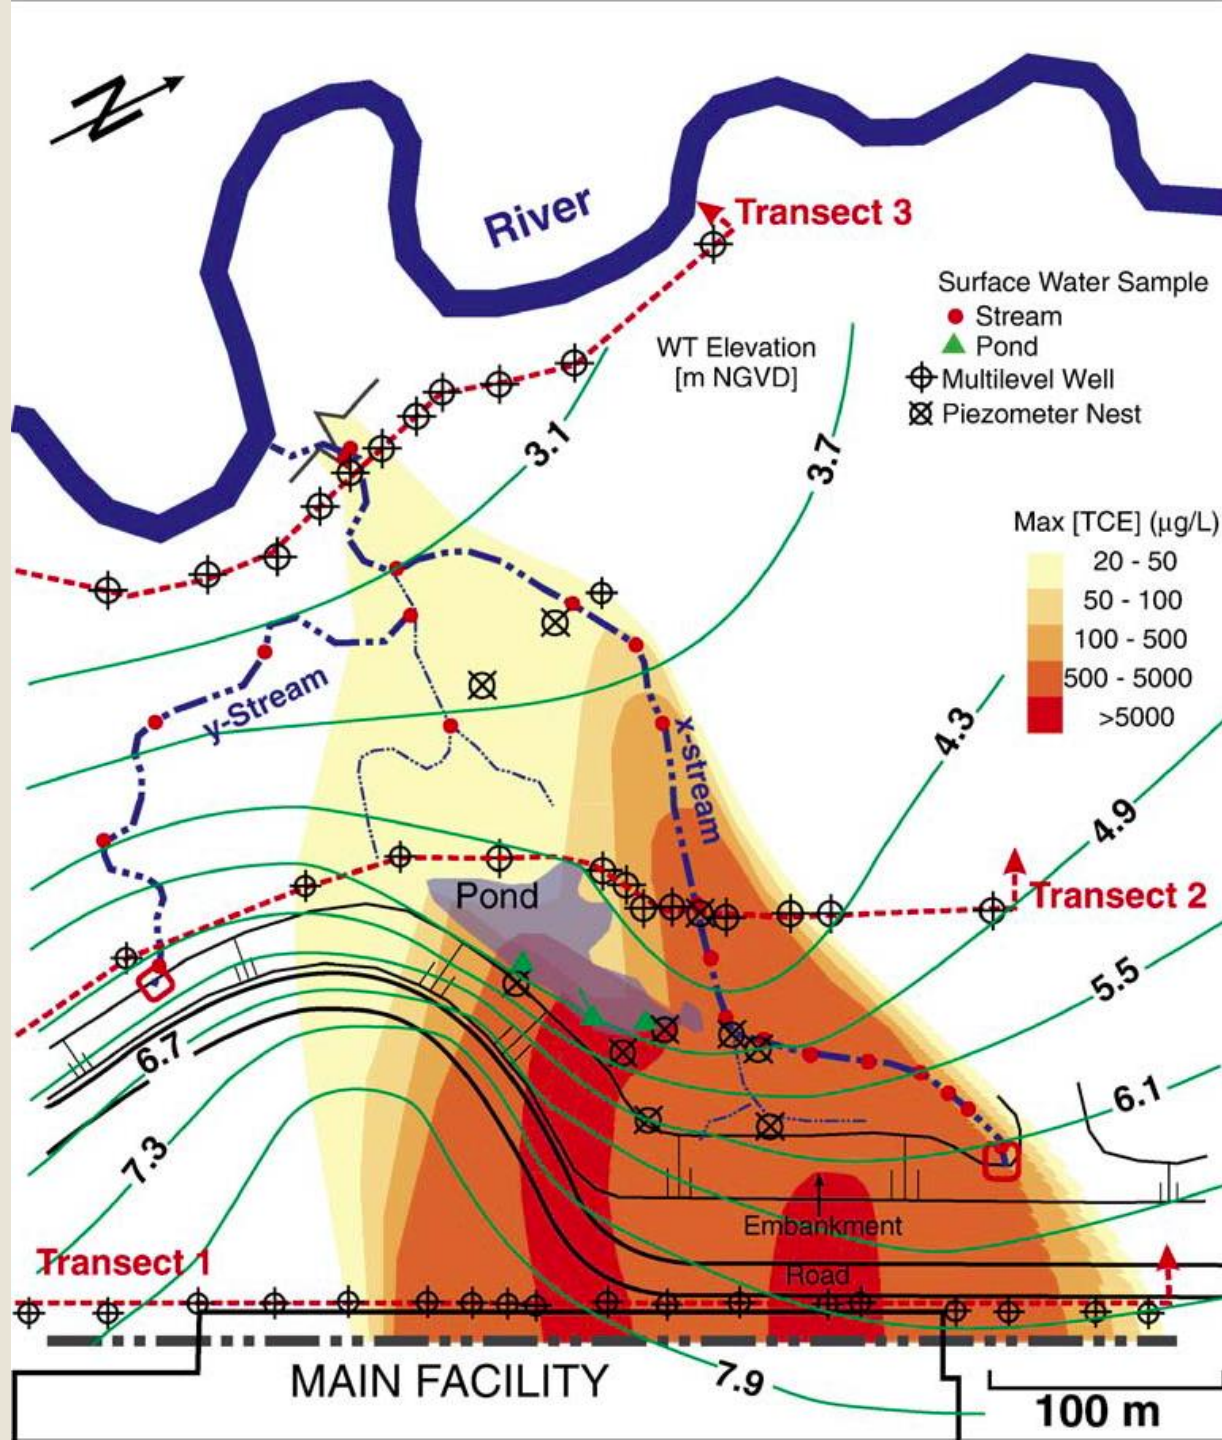 N
River
Transect 3
Surface Water Sample
Stream
Pond
Multilevel Well
Piezometer Nest
WT Elevation
[m NGVD]
3.1
3.7
Max [TCE] (µg/L)
20 - 50
50 - 100
100 - 500
500 - 5000
>5000
y-Stream
x-stream
4.3
4.9
Pond
Transect 2
5.5
6.7
6.1
7.3
Embankment
Transect 1
Road
MAIN FACILITY
7.9
100 m